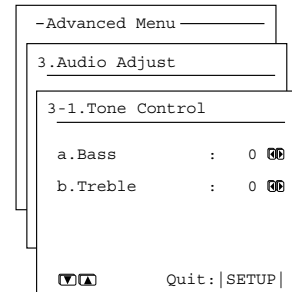 -Advanced Menu
3.Audio Adjust
3-1.Tone Control
a.Bass : 0
b.Treble : 0
Quit:|SETUP|